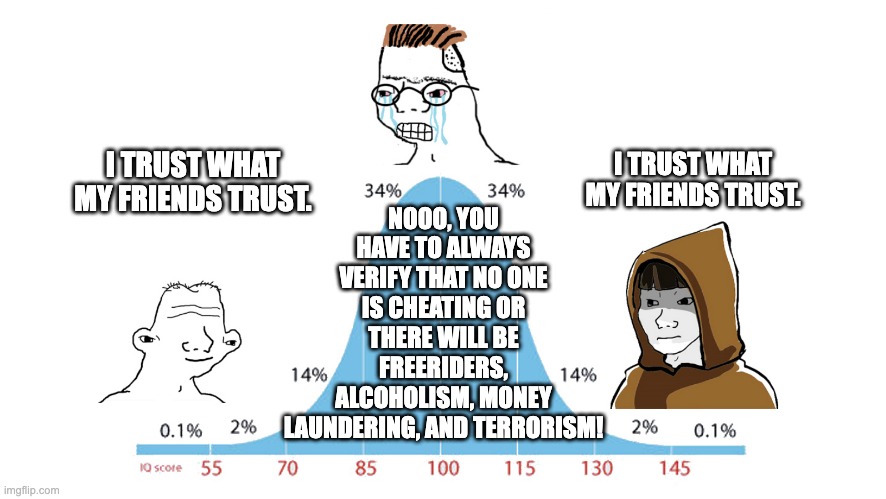 I TRUST WHAT
MY FRIENDS TRUST.
I TRUST WHAT
MY FRIENDS TRUST.
34%
34%
NOOO, YOU
HAVE TO ALWAYS
VERIFY THAT NO ONE
IS CHEATING OR
THERE WILL BE
FREERIDERS,
ALCOHOLISM, MONEY
LAUNDERING, AND TERRORISM!
14%
14%
0.1%
2%
2%
0.1%
IQ score
55
70
85
100
115
130
145
imgflip.com